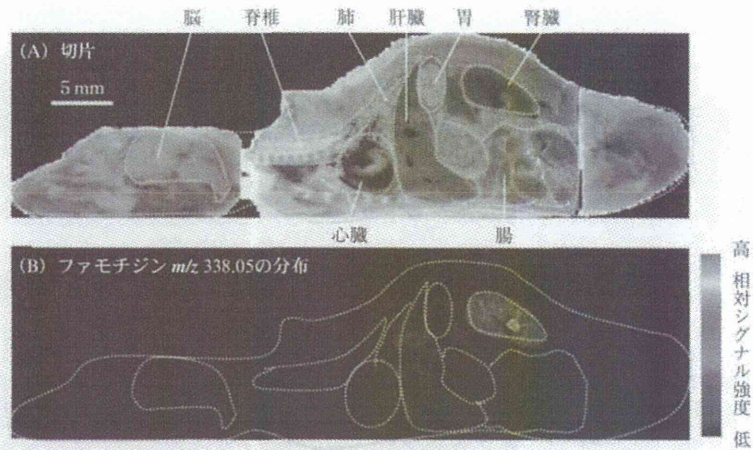 脳
脊椎
肺
肝臓
胃
腎臓
(A) 切片
5 mm
心臓
腸
(B) ファモチジン m/z 338.05の分布
高
相対シグナル強度
低